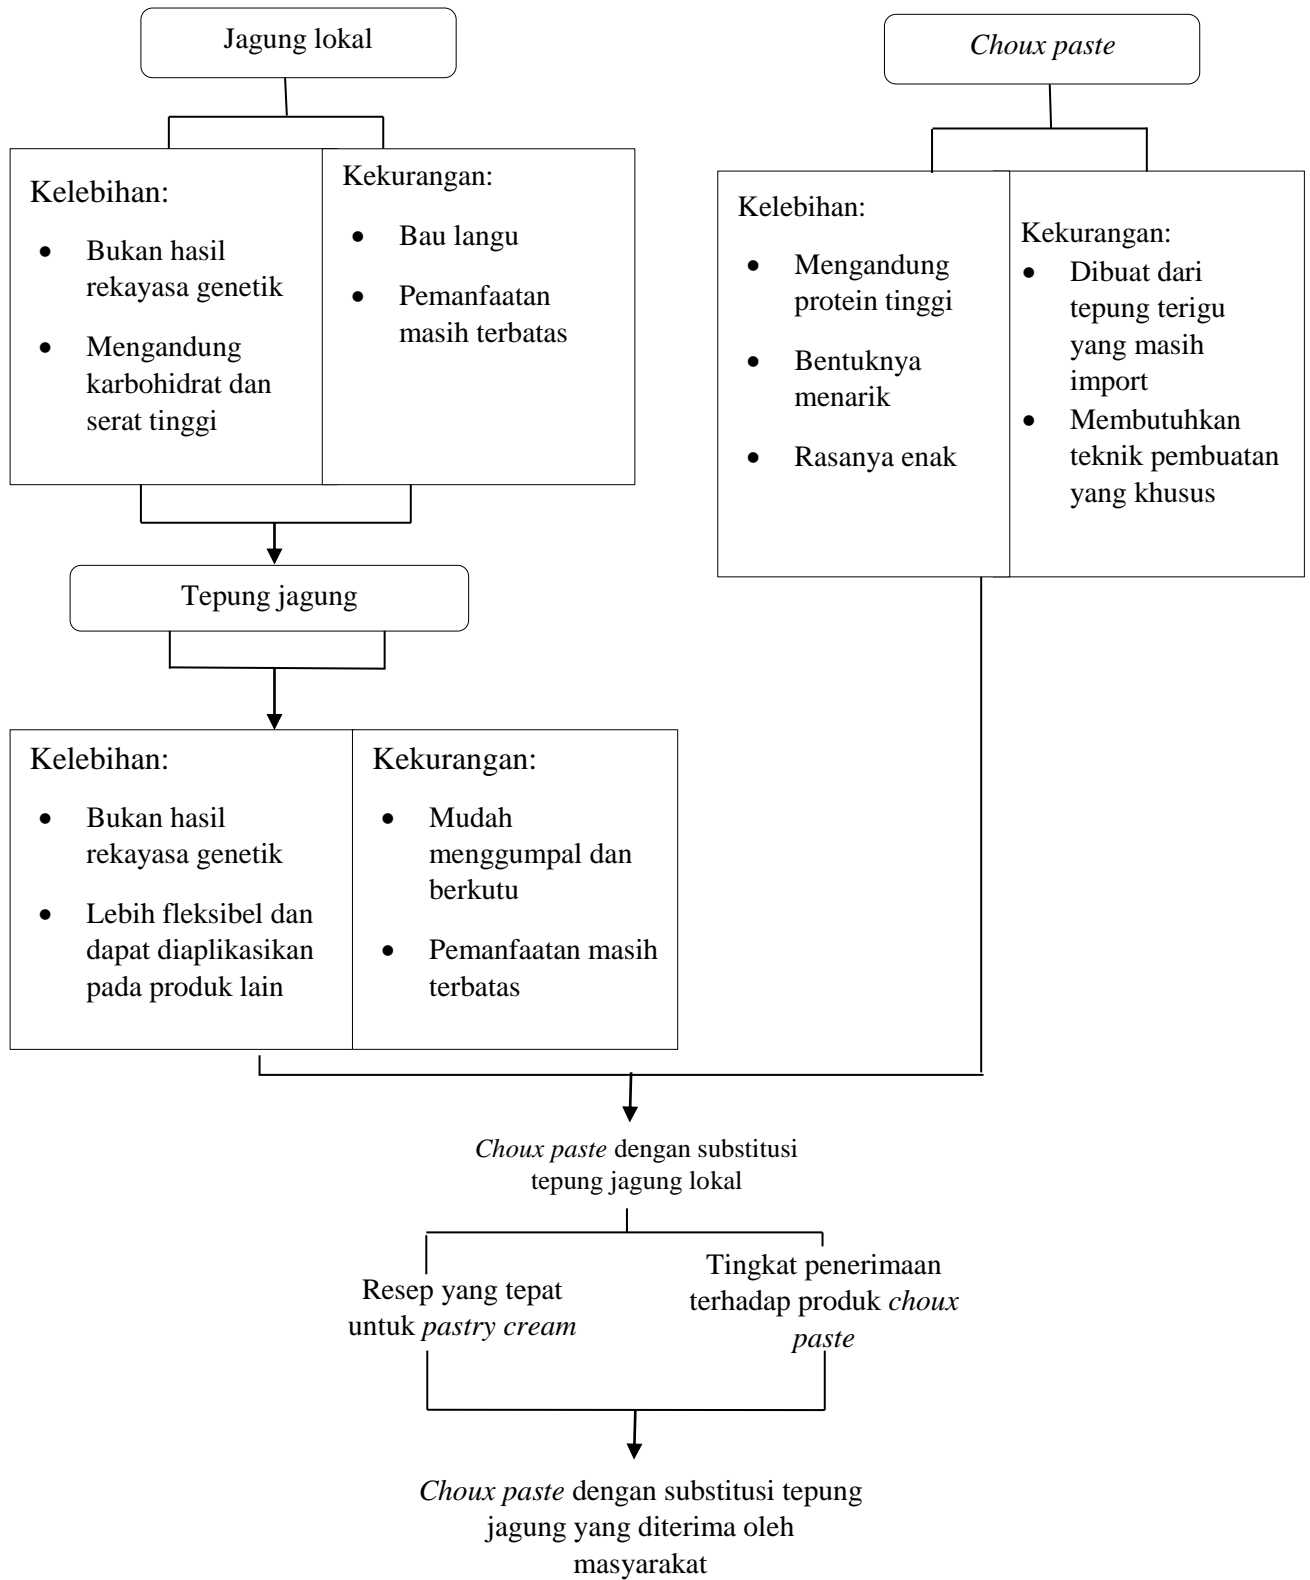 Jagung lokal
Choux paste
Kelebihan:
• Bukan hasil
rekayasa genetik
• Mengandung
karbohidrat dan
serat tinggi
Kekurangan:
• Bau langu
• Pemanfaatan
masih terbatas
Kelebihan:
• Mengandung
protein tinggi
• Bentuknya
menarik
• Rasanya enak
Kekurangan:
• Dibuat dari
tepung terigu
yang masih
import
• Membutuhkan
teknik pembuatan
yang khusus
Tepung jagung
Kelebihan:
• Bukan hasil
rekayasa genetik
• Lebih fleksibel dan
dapat diaplikasikan
pada produk lain
Kekurangan:
• Mudah
menggumpal dan
berkutu
• Pemanfaatan masih
terbatas
Choux paste dengan substitusi
tepung jagung lokal
Resep yang tepat
untuk pastry cream
Tingkat penerimaan
terhadap produk choux
paste
Choux paste dengan substitusi tepung
jagung yang diterima oleh
masyarakat